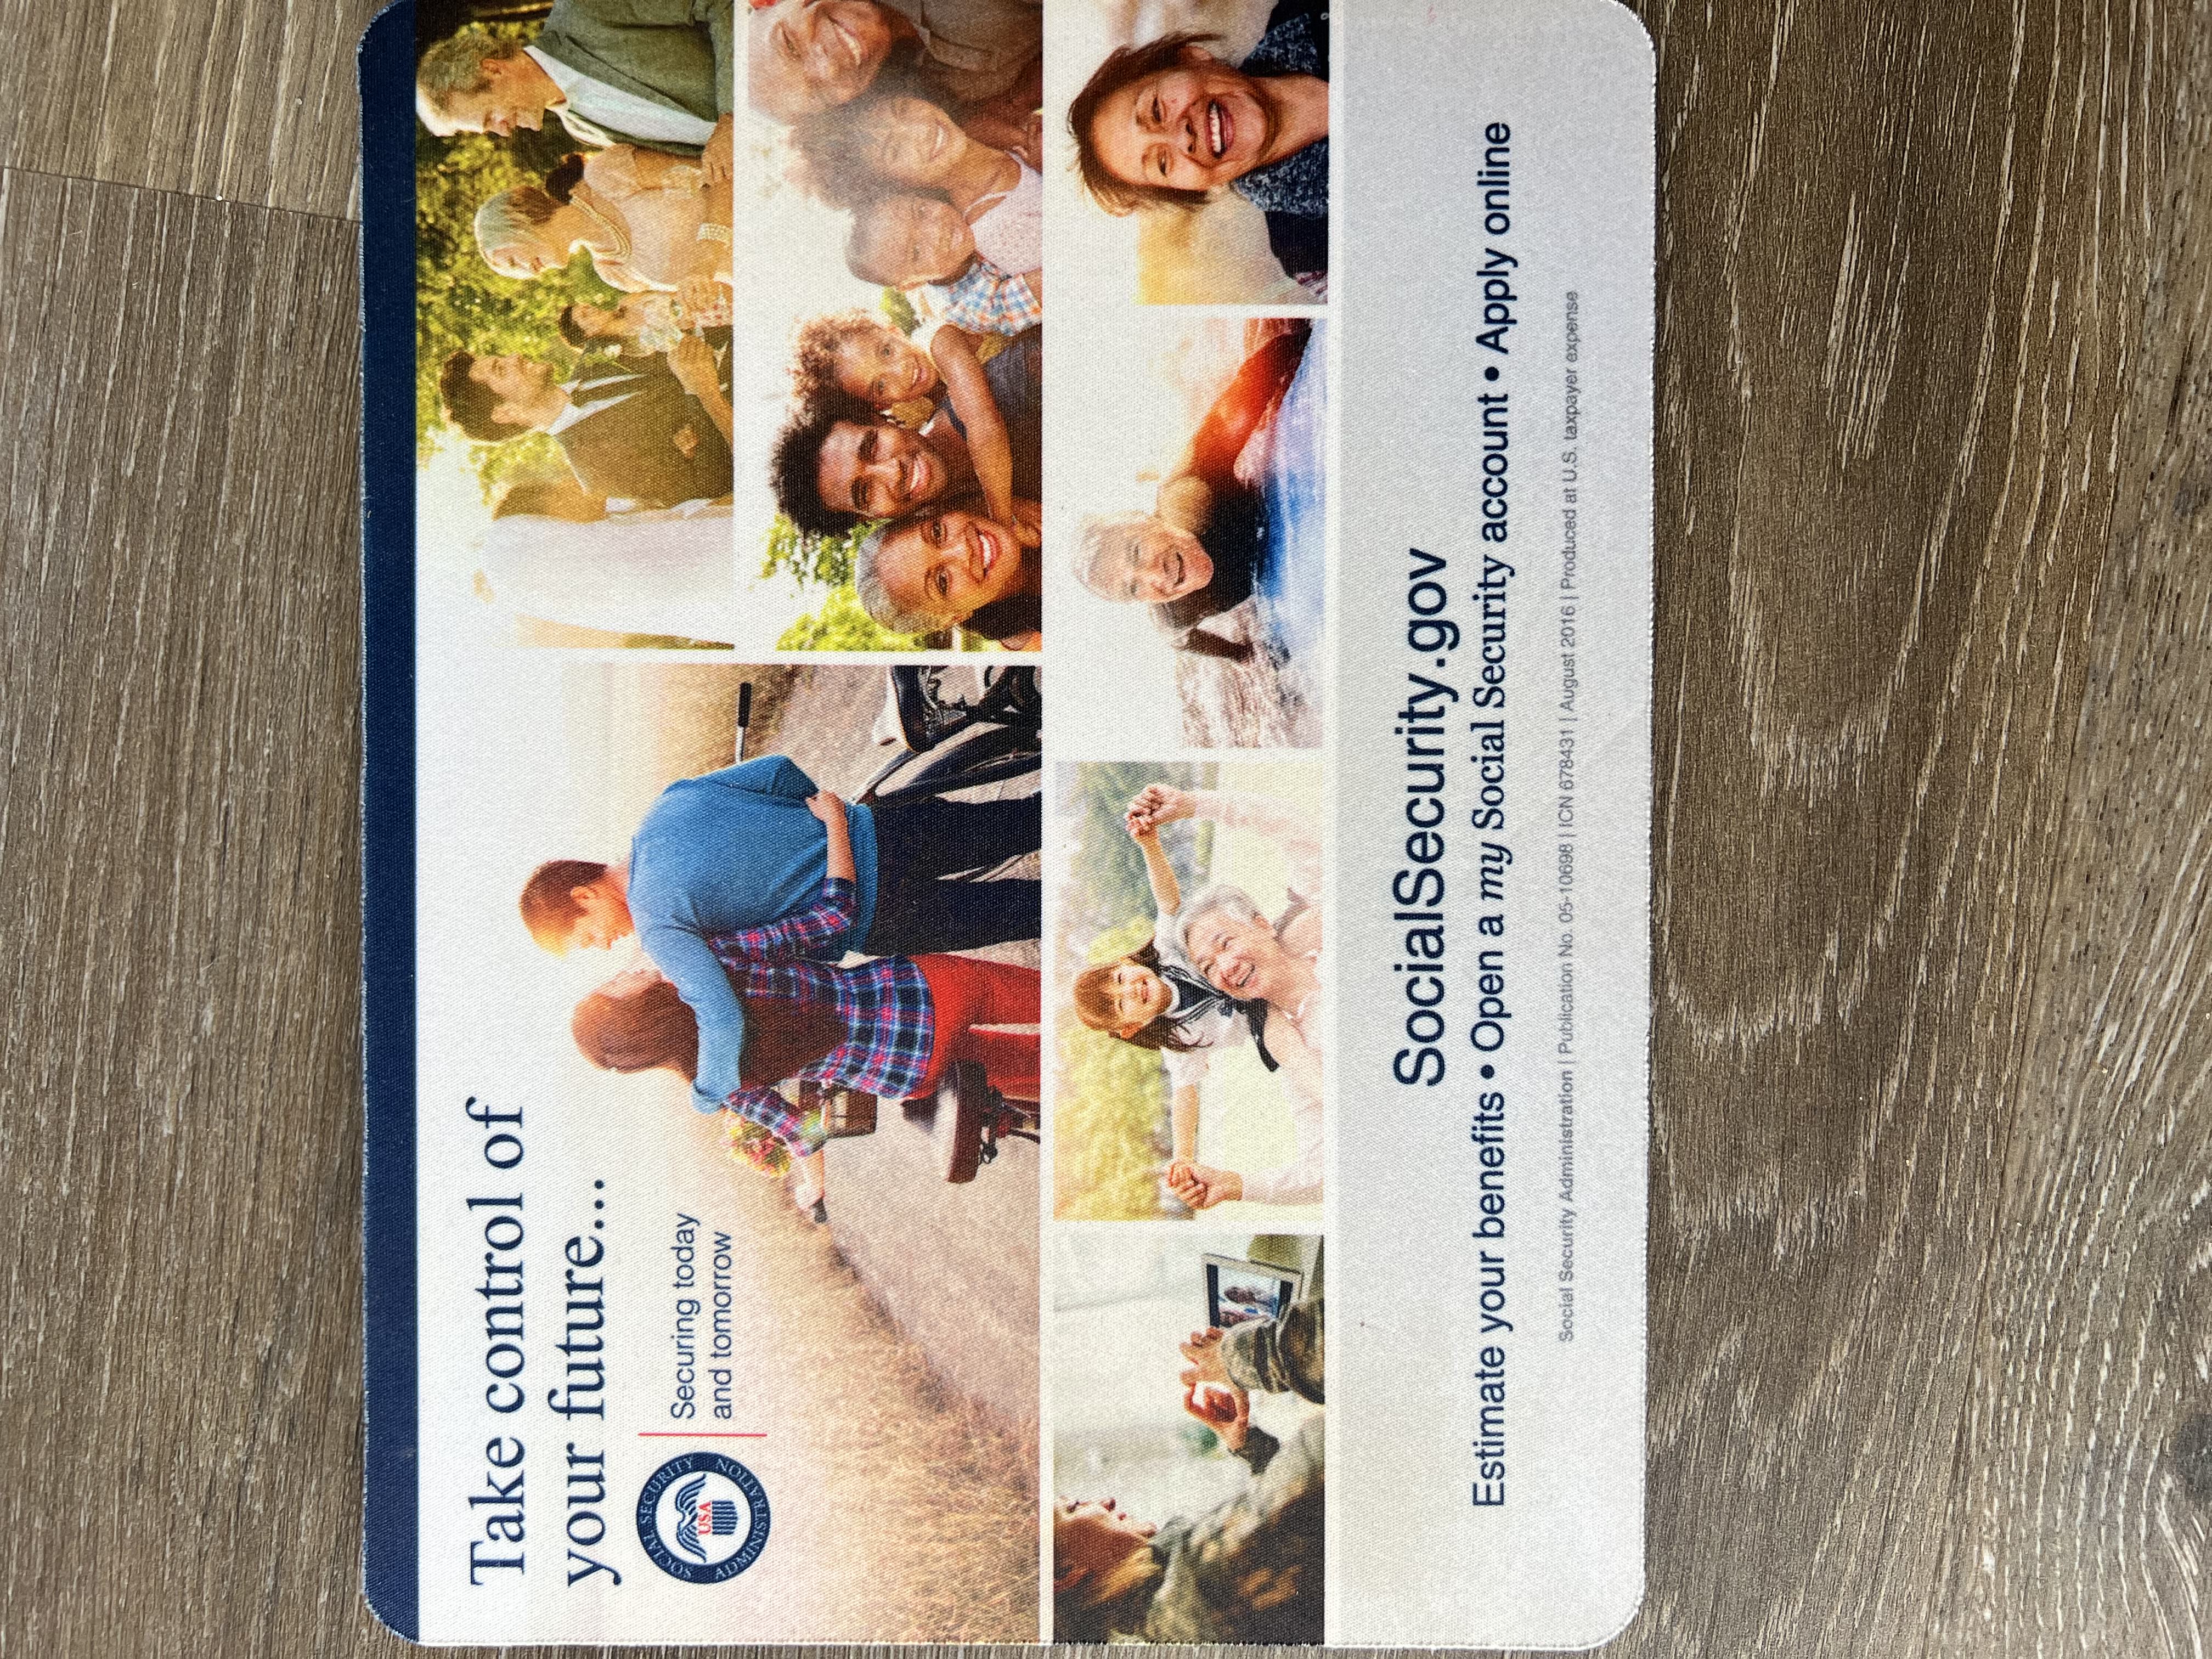 Take control of
your future...
SOCIAL SECURITY ADMINISTRATION
USA
Securing today
and tomorrow
SocialSecurity.gov
Estimate your benefits • Open a my Social Security account • Apply online
Social Security Administration | Publication No. 05-10698 | ICN 678431 | August 2016 | Produced at U.S. taxpayer expense